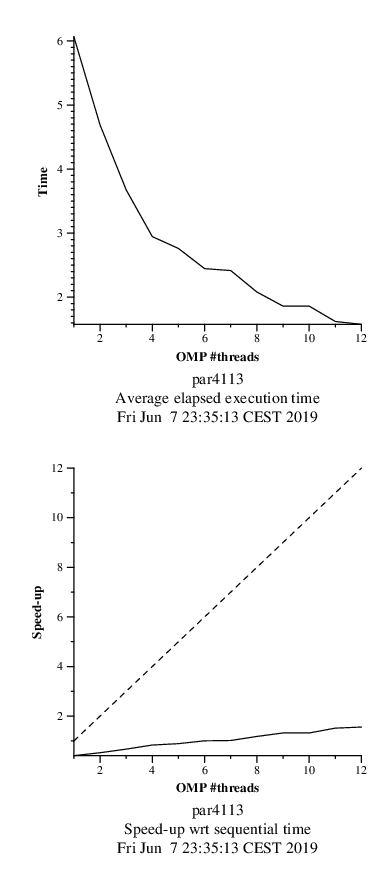 6
5
4
3
2
Time
2 4 6 8 10 12
OMP #threads
par4113
Average elapsed execution time
Fri Jun 7 23:35:13 CEST 2019
12
10
8
6
4
2
Speed-up
2 4 6 8 10 12
OMP #threads
par4113
Speed-up wrt sequential time
Fri Jun 7 23:35:13 CEST 2019